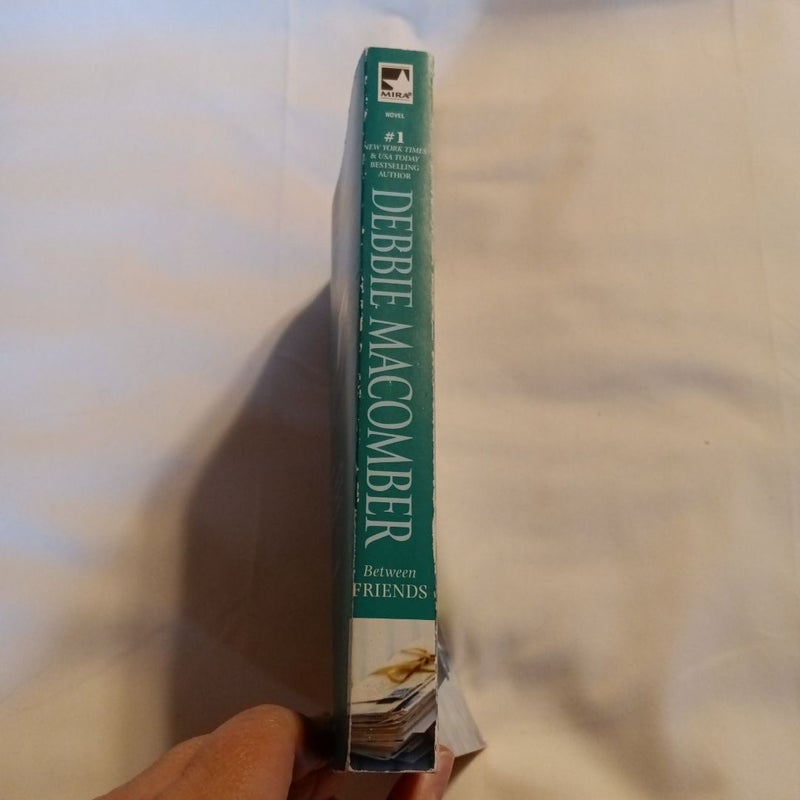 MIRA®
NOVEL
#1
NEW YORK TIMES
& USA TODAY
BESTSELLING
AUTHOR
DEBBIE MACOMBER
Between
FRIENDS